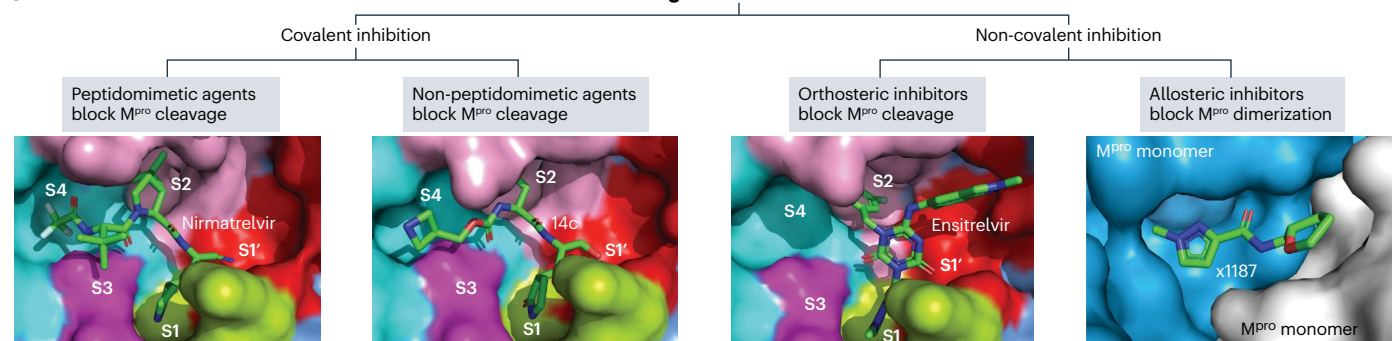 Covalent inhibition
Non-covalent inhibition
Peptidomimetic agents
block Mᵖʳᵒ cleavage
Non-peptidomimetic agents
block Mᵖʳᵒ cleavage
Orthosteric inhibitors
block Mᵖʳᵒ cleavage
Allosteric inhibitors
block Mᵖʳᵒ dimerization
S4
S2
Nirmatrelvir
S1′
S3
S1
S4
S2
14c
S1′
S3
S1
S2
S4
Ensitrelvir
S1′
S3
S1
Mᵖʳᵒ monomer
x1187
Mᵖʳᵒ monomer